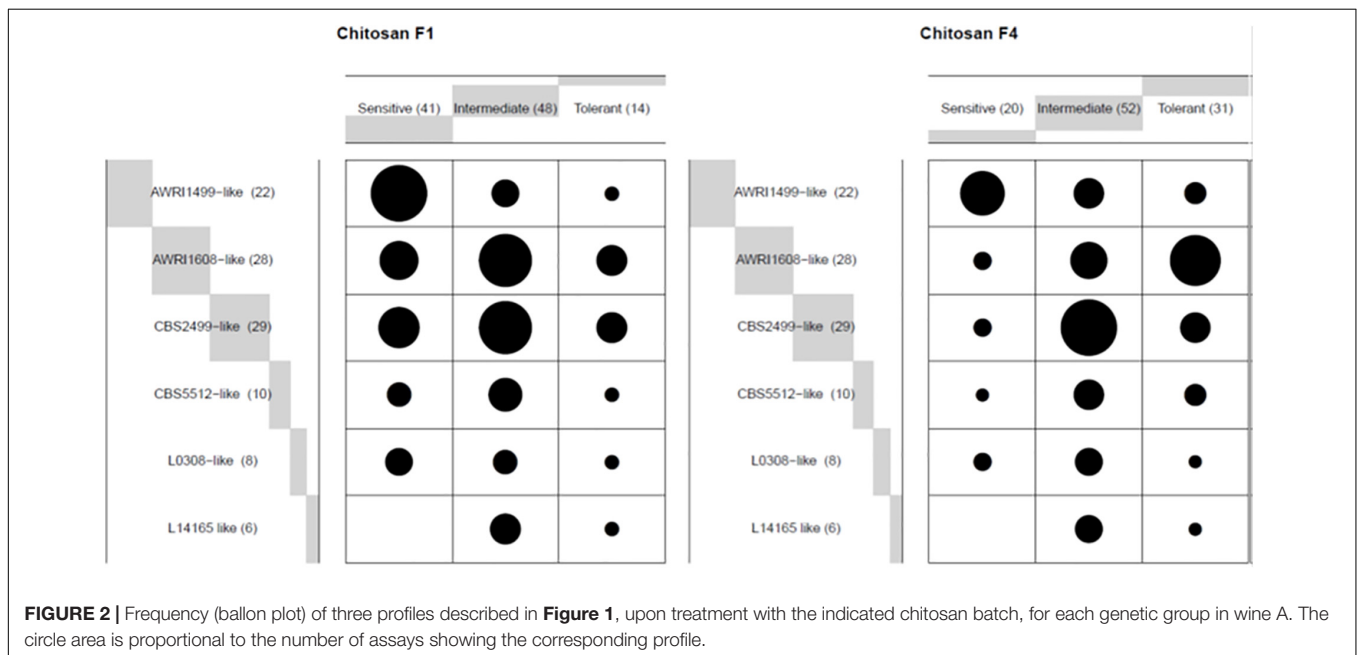 Chitosan F1
Chitosan F4
Sensitive (41) Intermediate (48) Tolerant (14)
Sensitive (20) Intermediate (52) Tolerant (31)
AWRI1499-like (22)
AWRI1608-like (28)
CBS2499-like (29)
CBS5512-like (10)
L0308-like (8)
L14165 like (6)
AWRI1499-like (22)
AWRI1608-like (28)
CBS2499-like (29)
CBS5512-like (10)
L0308-like (8)
L14165 like (6)
FIGURE 2 | Frequency (ballon plot) of three profiles described in Figure 1, upon treatment with the indicated chitosan batch, for each genetic group in wine A. The
circle area is proportional to the number of assays showing the corresponding profile.